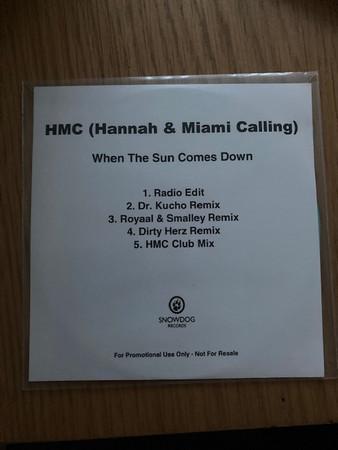 HMC (Hannah & Miami Calling)
When The Sun Comes Down
1. Radio Edit
2. Dr. Kucho Remix
3. Royaal & Smalley Remix
4. Dirty Herz Remix
5. HMC Club Mix
SNOWDOG
RECORDS
For Promotional Use Only - Not For Resale